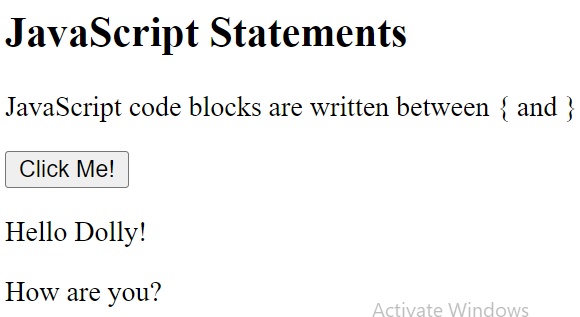 JavaScript Statements
JavaScript code blocks are written between { and }
Click Me!
Hello Dolly!
How are you?
Activate Windows